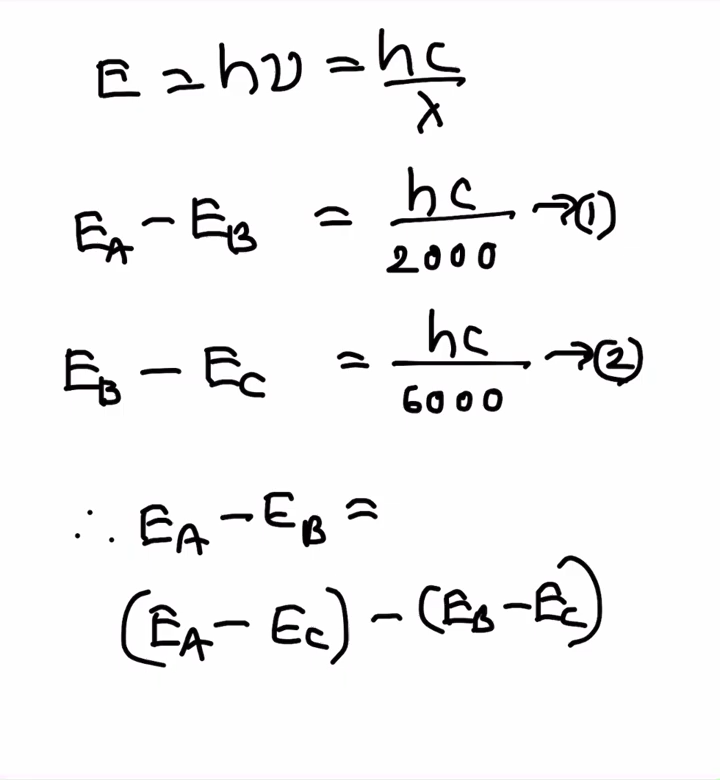 E = hν = hc/λ
E_A - E_B = hc/2000 → (1)
E_B - E_C = hc/6000 → (2)
∴ E_A - E_B =
(E_A - E_C) - (E_B - E_C)